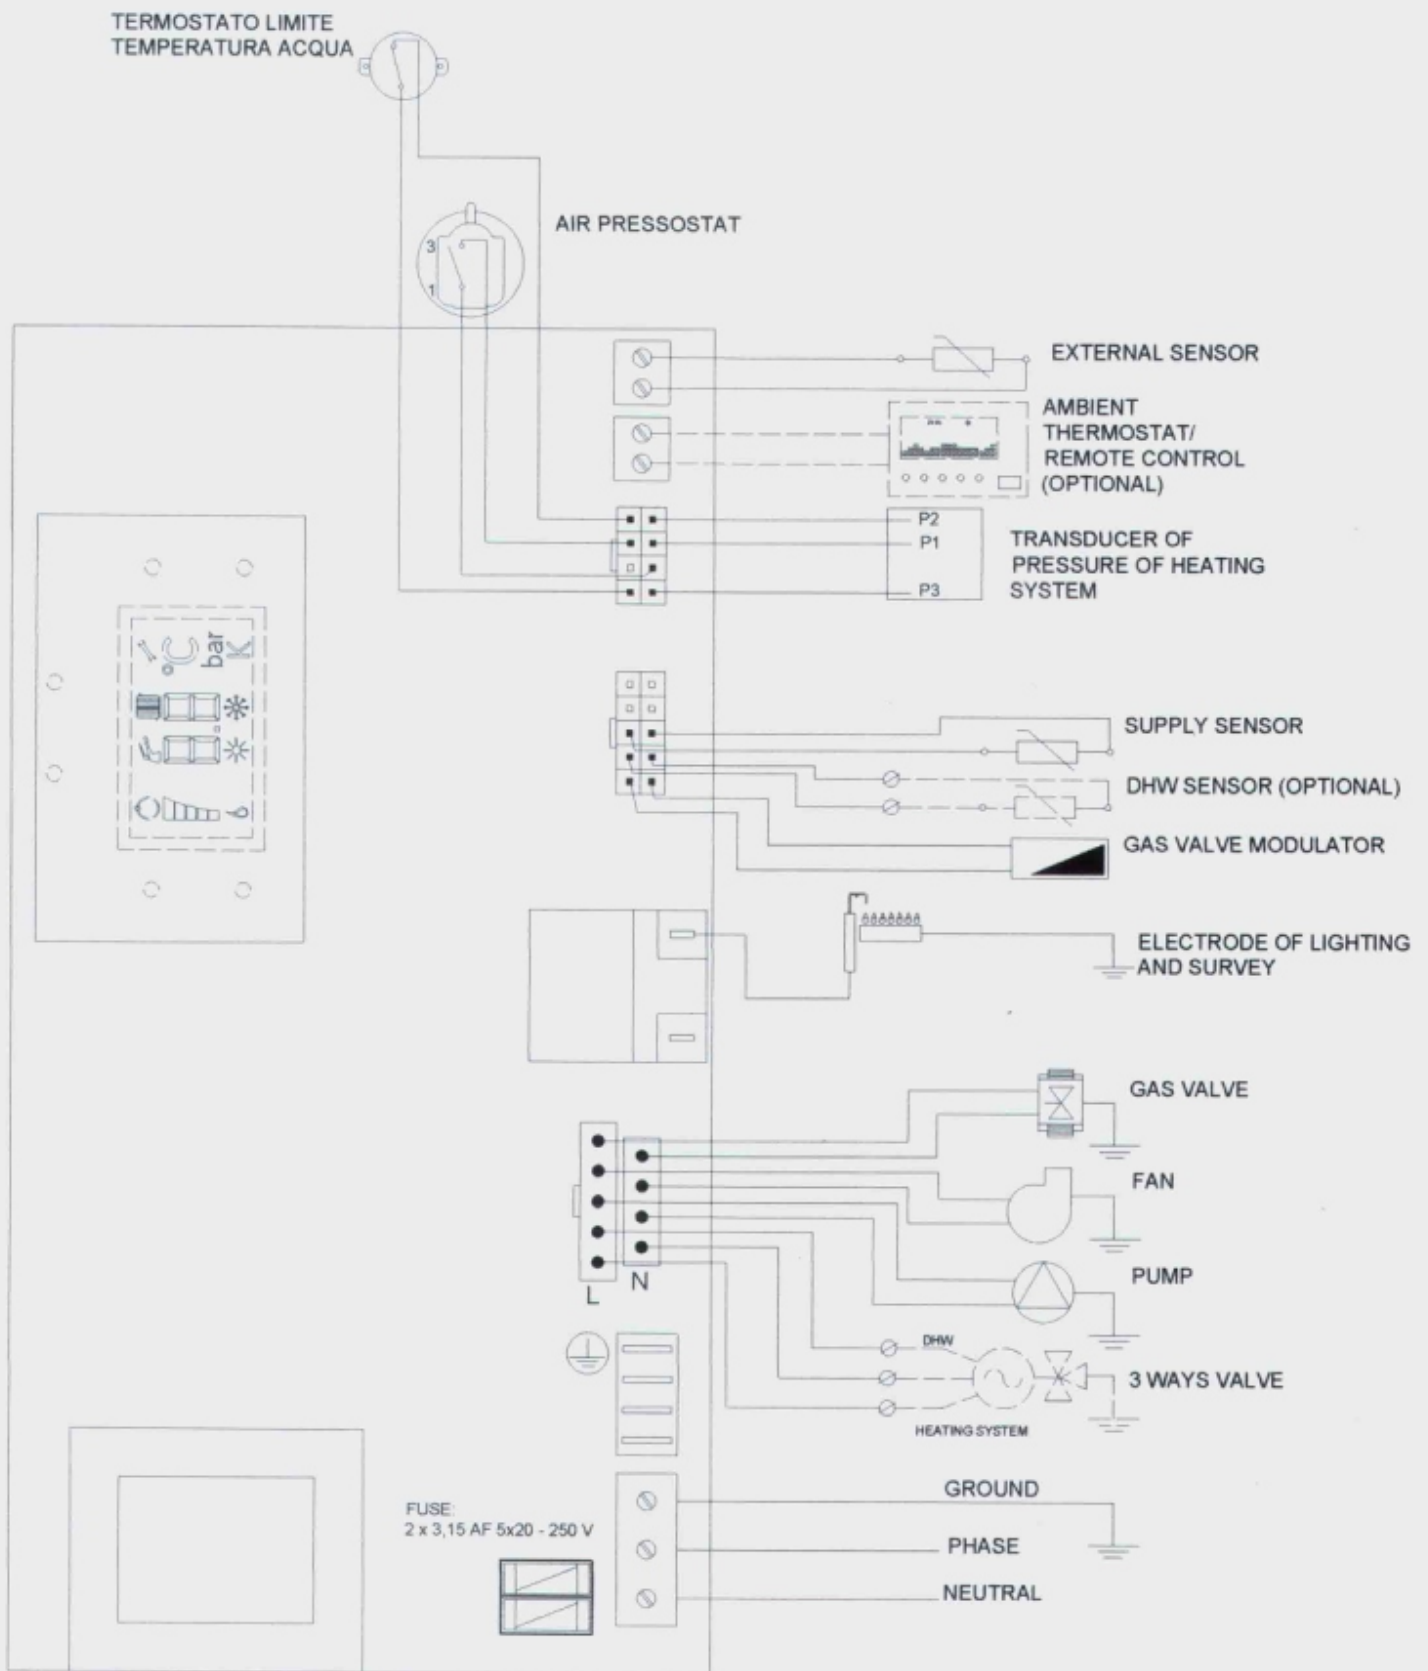 TERMOSTATO LIMITE
TEMPERATURA ACQUA
AIR PRESSOSTAT
3
1
EXTERNAL SENSOR
AMBIENT
THERMOSTAT/
REMOTE CONTROL
(OPTIONAL)
P2
P1
P3
TRANSDUCER OF
PRESSURE OF HEATING
SYSTEM
°C
bar
K
SUPPLY SENSOR
DHW SENSOR (OPTIONAL)
GAS VALVE MODULATOR
ELECTRODE OF LIGHTING
AND SURVEY
GAS VALVE
FAN
PUMP
L
N
DHW
3 WAYS VALVE
HEATING SYSTEM
GROUND
FUSE:
2 x 3,15 AF 5x20 - 250 V
PHASE
NEUTRAL